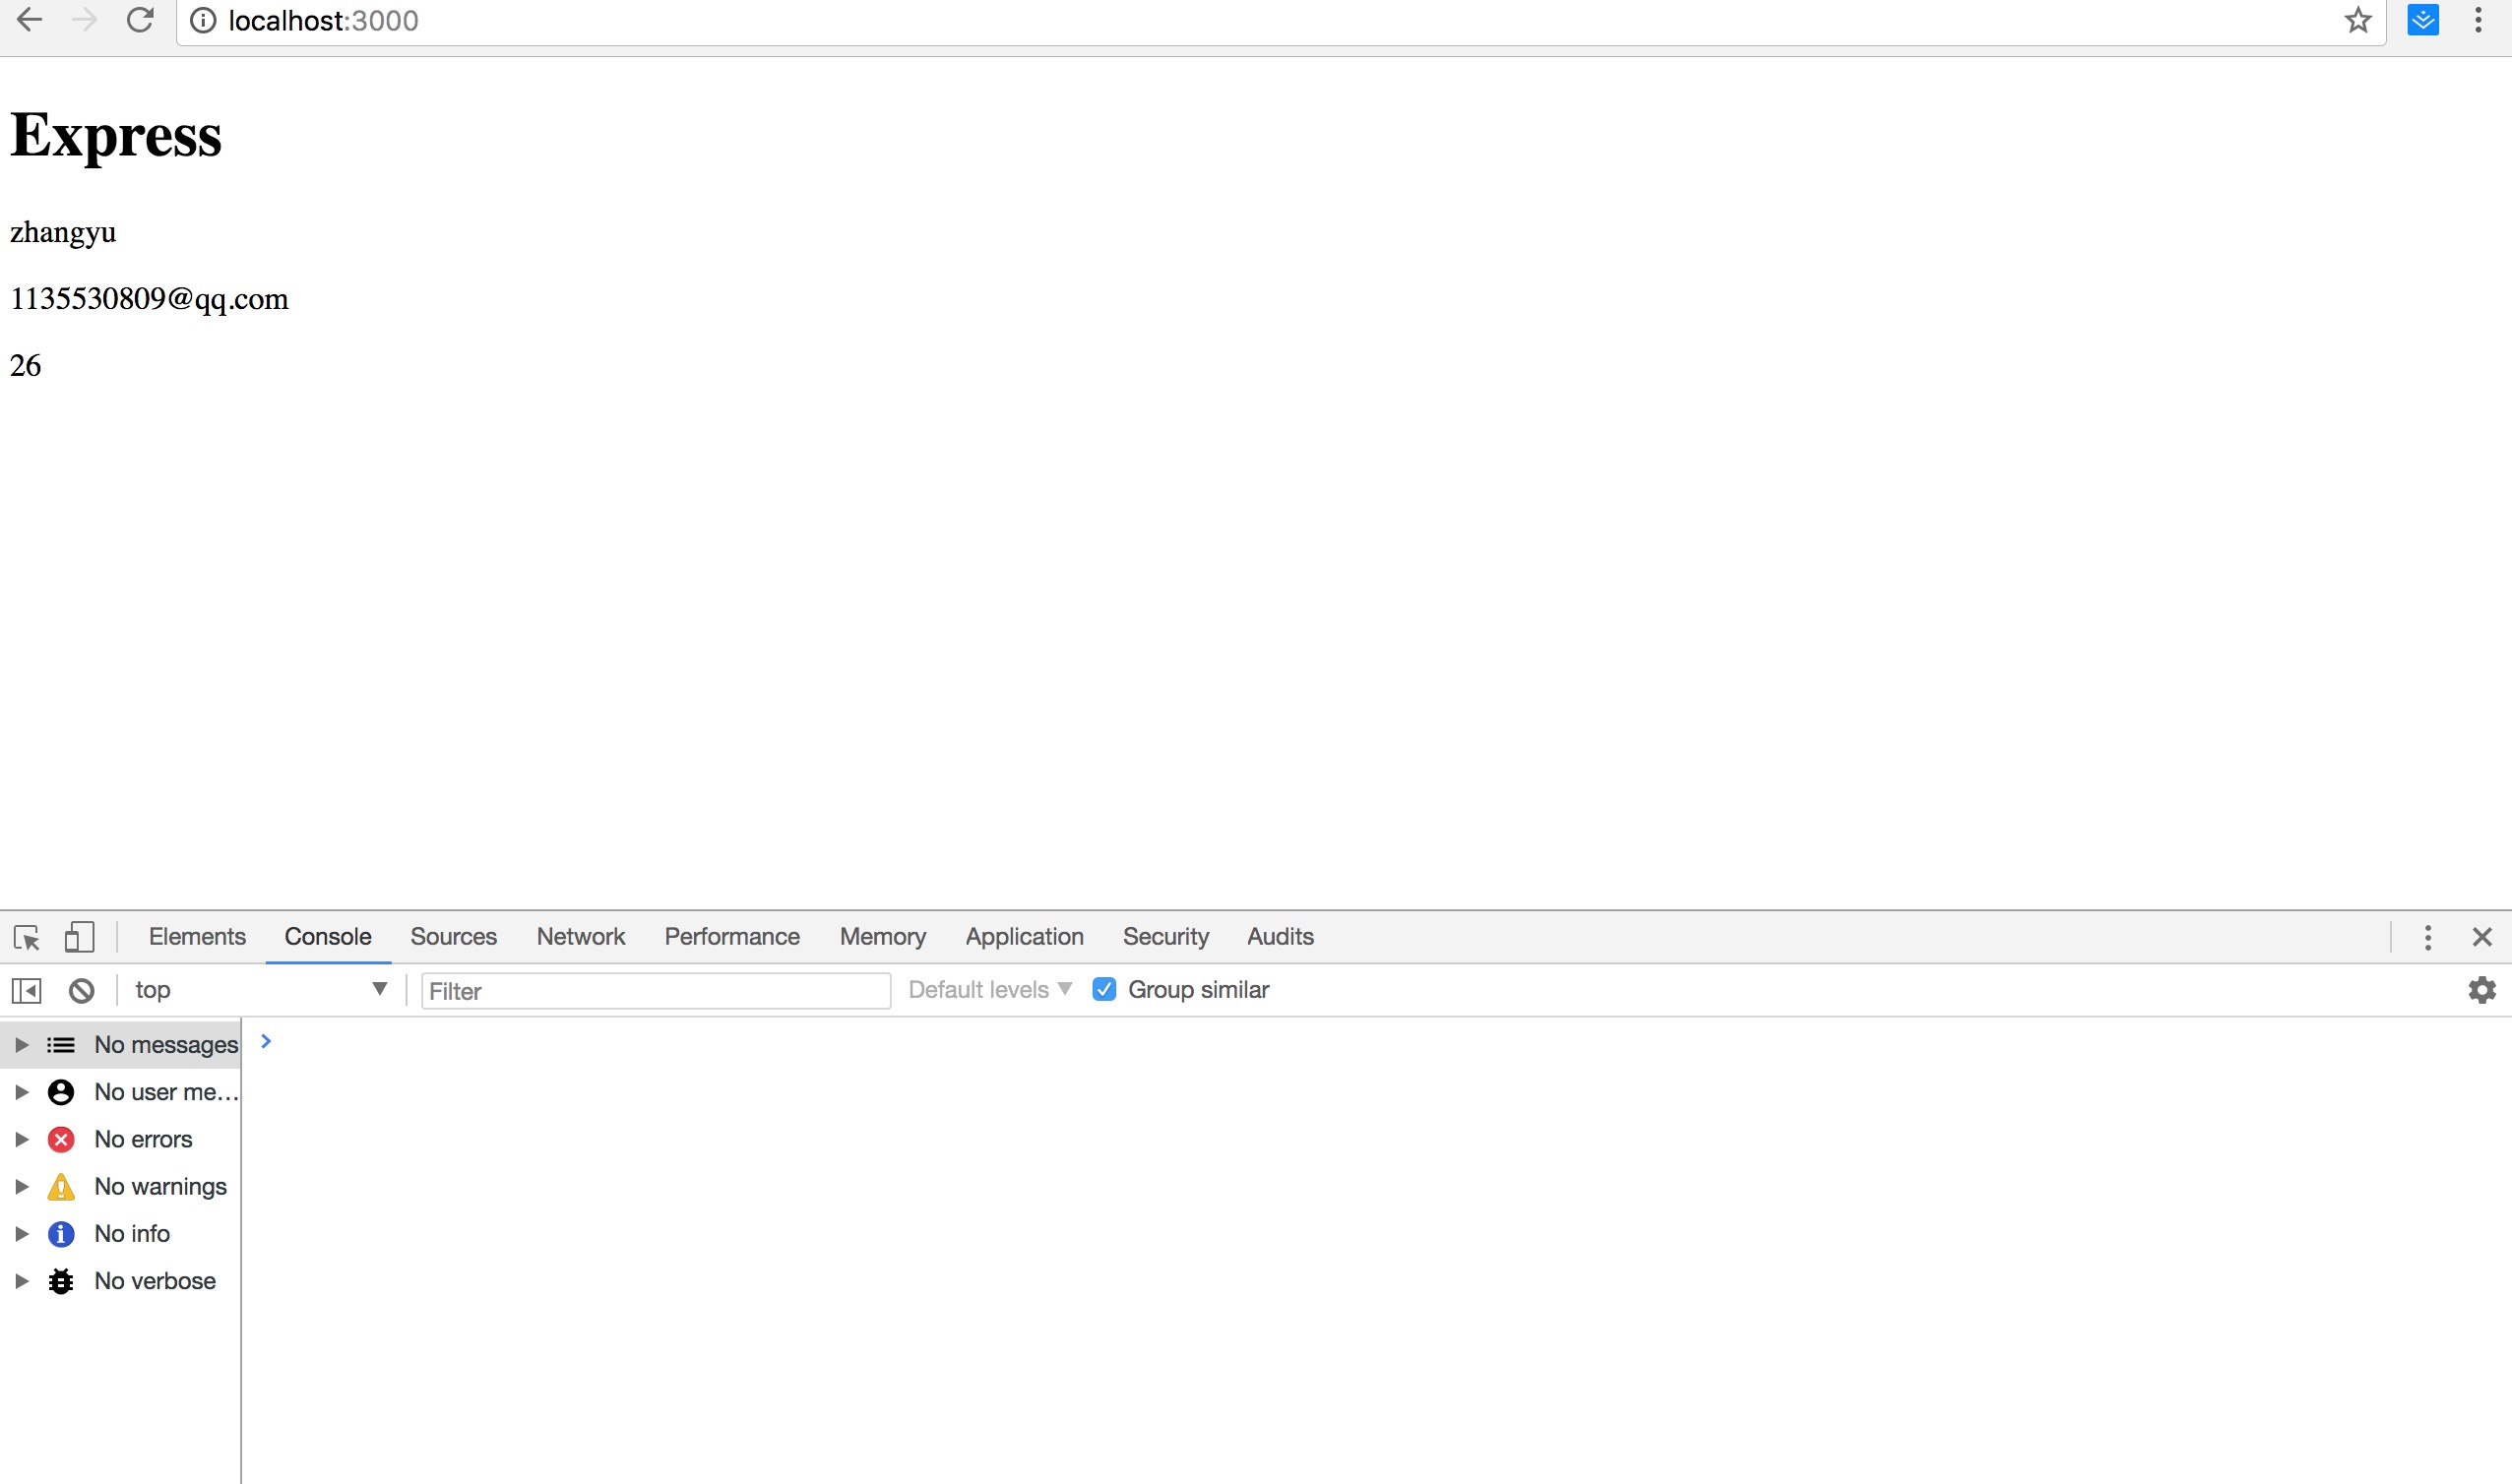 localhost:3000
Express
zhangyu
1135530809@qq.com
26
Elements Console Sources Network Performance Memory Application Security Audits
top Filter Default levels Group similar
No messages
No user me...
No errors
No warnings
No info
No verbose